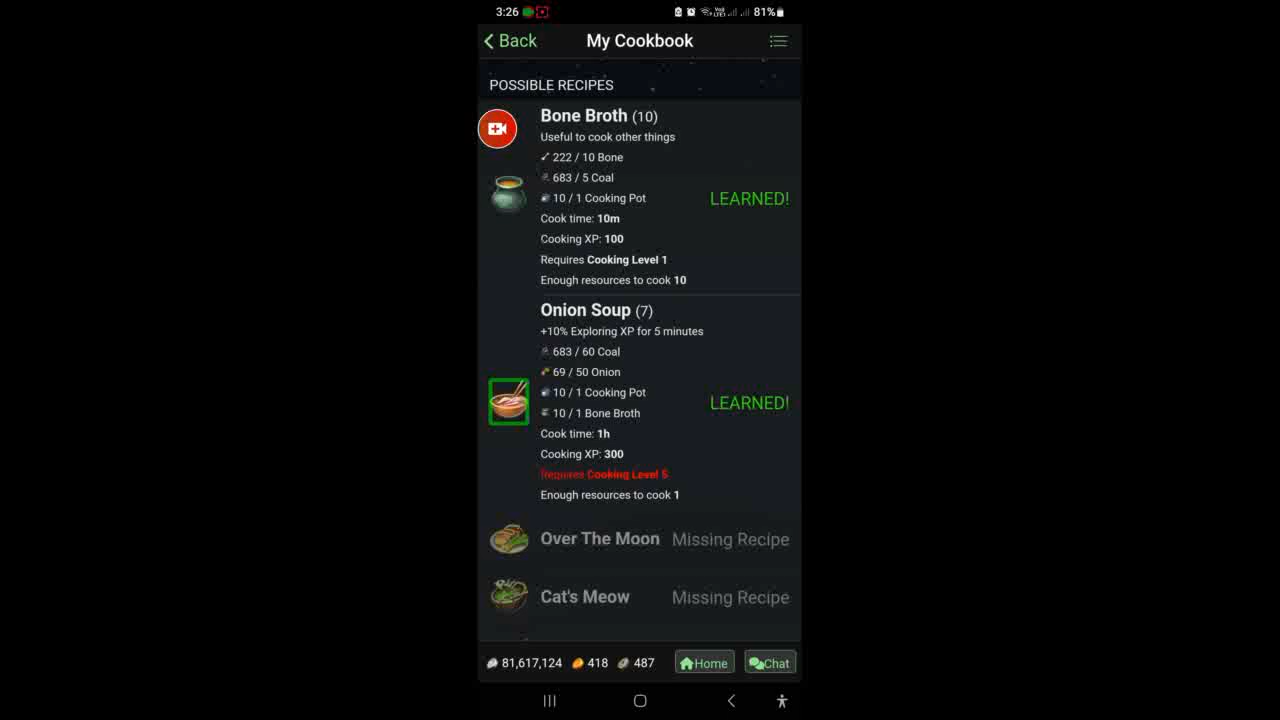 3:26 81%
Back My Cookbook
POSSIBLE RECIPES
Bone Broth (10)
Useful to cook other things
222 / 10 Bone
683 / 5 Coal
10 / 1 Cooking Pot
LEARNED!
Cook time: 10m
Cooking XP: 100
Requires Cooking Level 1
Enough resources to cook 10
Onion Soup (7)
+10% Exploring XP for 5 minutes
683 / 60 Coal
69 / 50 Onion
10 / 1 Cooking Pot
LEARNED!
10 / 1 Bone Broth
Cook time: 1h
Cooking XP: 300
Requires Cooking Level 5
Enough resources to cook 1
Over The Moon Missing Recipe
Cat's Meow Missing Recipe
81,617,124 418 487 Home Chat